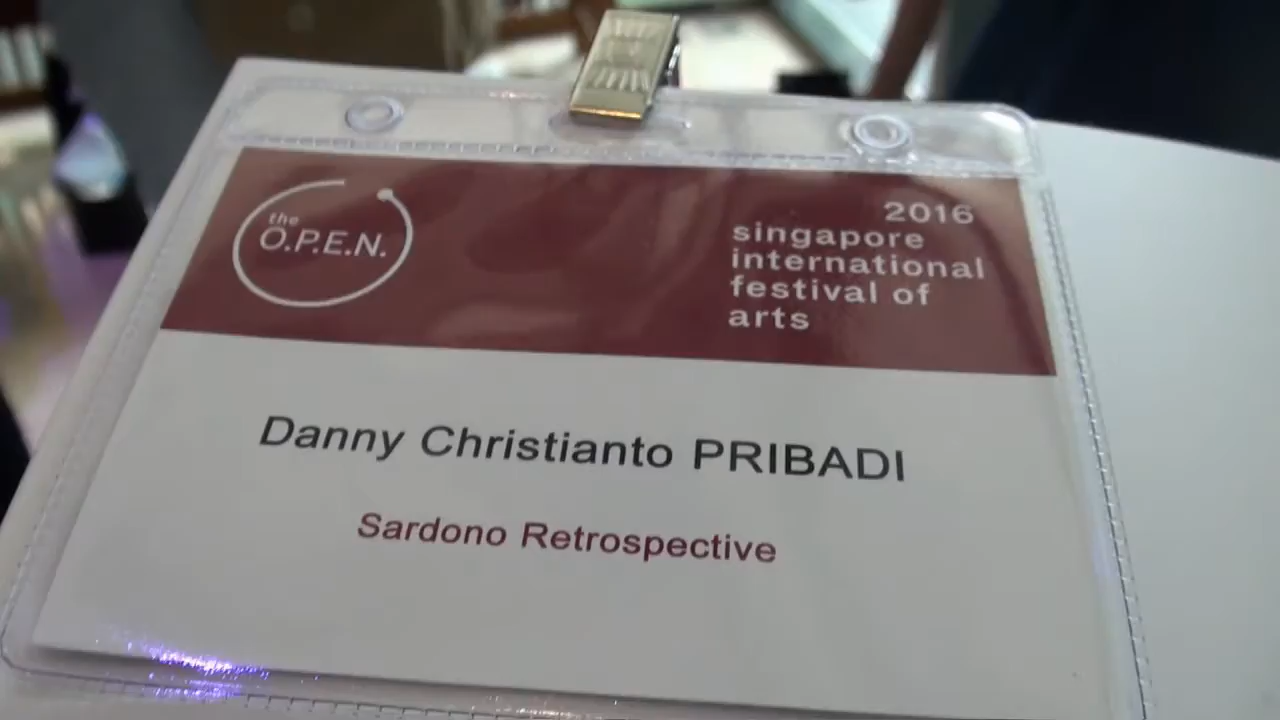 the
O.P.E.N.
2016
singapore
international
festival of
arts
Danny Christianto PRIBADI
Sardono Retrospective